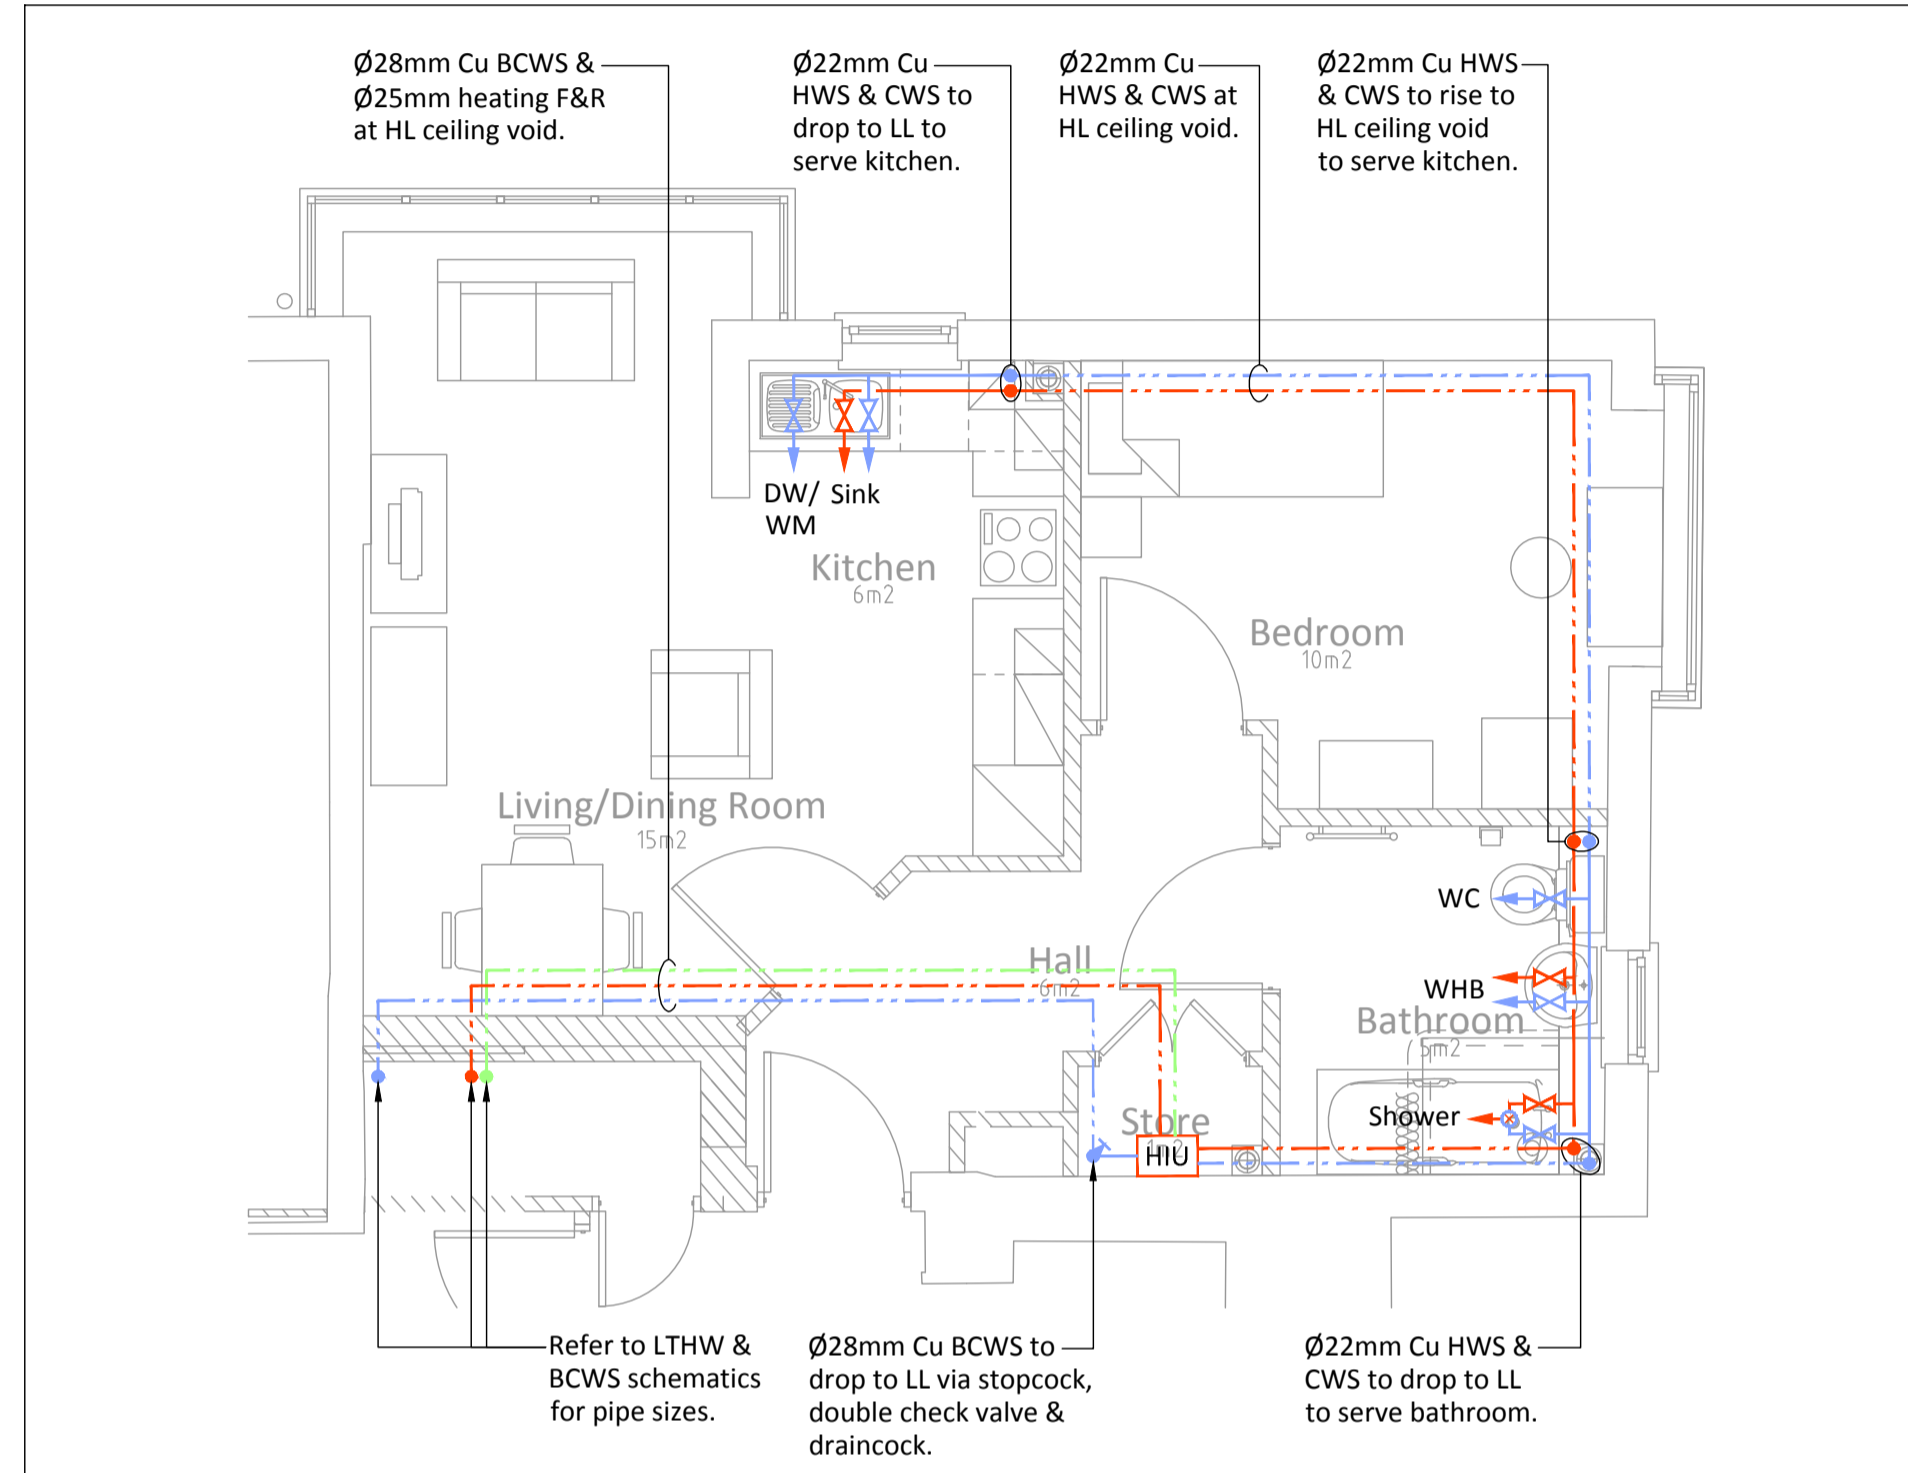 Ø28mm Cu BCWS &
Ø25mm heating F&R
at HL ceiling void.
Ø22mm Cu
HWS & CWS to
drop to LL to
serve kitchen.
Ø22mm Cu
HWS & CWS at
HL ceiling void.
Ø22mm Cu HWS
& CWS to rise to
HL ceiling void
to serve kitchen.
DW/
WM
Sink
Kitchen
6m2
Bedroom
10m2
Living/Dining Room
15m2
WC
Hall
6m2
WHB
Bathroom
5m2
Shower
Store
1m2
HIU
Refer to LTHW &
BCWS schematics
for pipe sizes.
Ø28mm Cu BCWS to
drop to LL via stopcock,
double check valve &
draincock.
Ø22mm Cu HWS &
CWS to drop to LL
to serve bathroom.